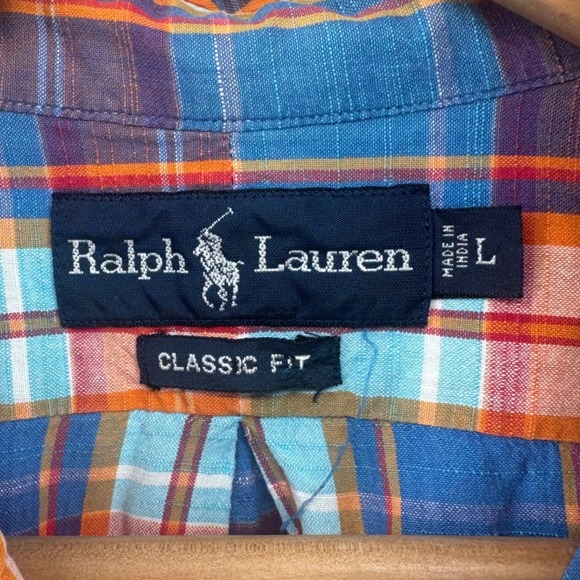 Ralph Lauren
MADE IN
INDIA
L
CLASSIC FIT